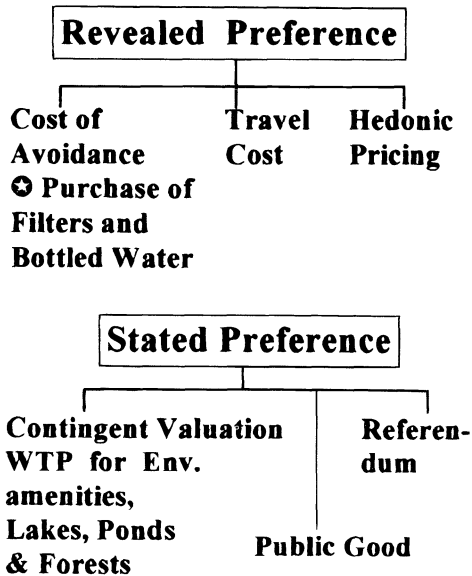 Revealed Preference
Cost of
Avoidance
✪ Purchase of
Filters and
Bottled Water
Travel
Cost
Hedonic
Pricing
Stated Preference
Contingent Valuation
WTP for Env.
amenities,
Lakes, Ponds
& Forests
Public Good
Referen-
dum